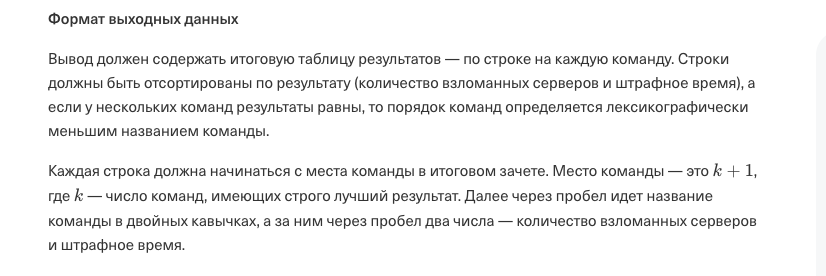 Формат выходных данных
Вывод должен содержать итоговую таблицу результатов — по строке на каждую команду. Строки
должны быть отсортированы по результату (количество взломанных серверов и штрафное время), а
если у нескольких команд результаты равны, то порядок команд определяется лексикографически
меньшим названием команды.
Каждая строка должна начинаться с места команды в итоговом зачете. Место команды — это k + 1,
где k — число команд, имеющих строго лучший результат. Далее через пробел идет название
команды в двойных кавычках, а за ним через пробел два числа — количество взломанных серверов
и штрафное время.